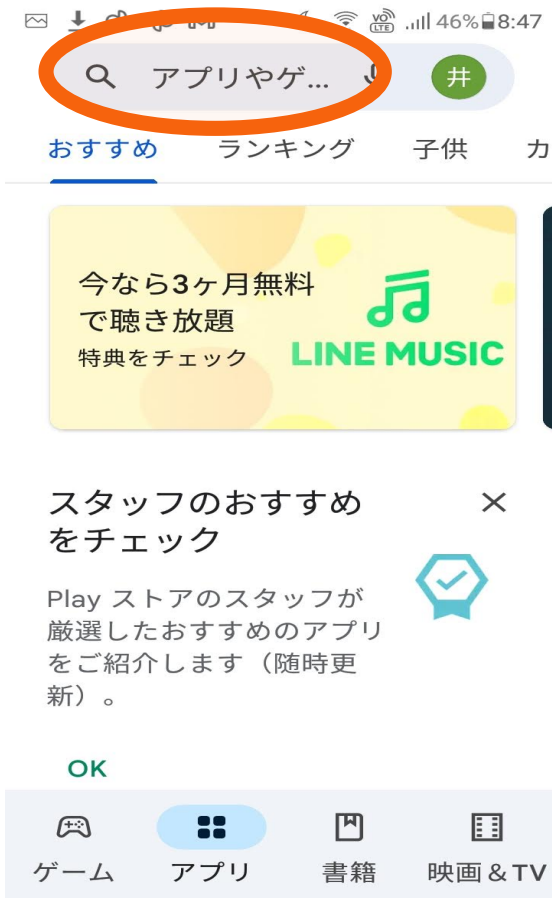 46% 8:47
VO LTE
アプリやゲ...
井
おすすめ ランキング 子供 カ
今なら3ヶ月無料
で聴き放題
特典をチェック
LINE MUSIC
スタッフのおすすめ
をチェック
Play ストアのスタッフが
厳選したおすすめのアプリ
をご紹介します（随時更
新）。
OK
ゲーム アプリ 書籍 映画&TV